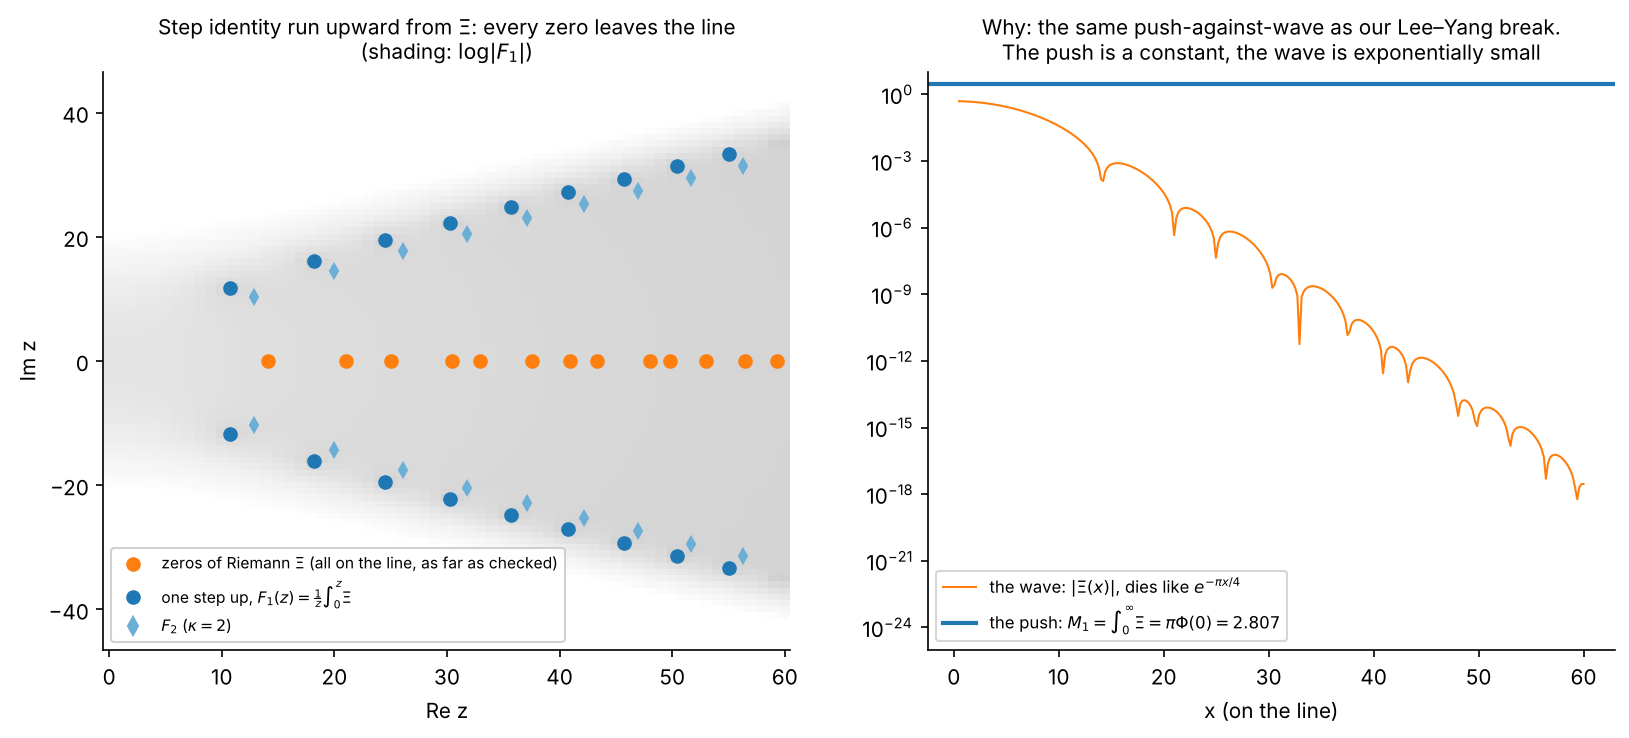 Step identity run upward from Ξ: every zero leaves the line
(shading: log|F₁|)
40
20
0
−20
−40
Im z
0
10
20
30
40
50
60
Re z
zeros of Riemann Ξ (all on the line, as far as checked)
one step up, F₁(z) = 1/z ∫₀ᶻ Ξ
F₂ (κ = 2)
Why: the same push-against-wave as our Lee–Yang break.
The push is a constant, the wave is exponentially small
10⁰
10⁻³
10⁻⁶
10⁻⁹
10⁻¹²
10⁻¹⁵
10⁻¹⁸
10⁻²¹
10⁻²⁴
0
10
20
30
40
50
60
x (on the line)
the wave: |Ξ(x)|, dies like e^{−πx/4}
the push: M₁ = ∫₀^∞ Ξ = πΦ(0) = 2.807